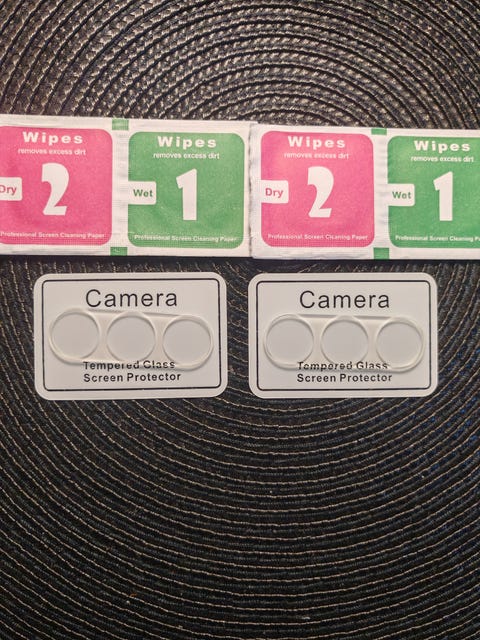 Wipes
removes excess dirt
Dry
2
Professional Screen Cleaning Paper
Wipes
removes excess dirt
Wet
1
Professional Screen Cleaning Paper
Wipes
removes excess dirt
Dry
2
Professional Screen Cleaning Paper
Wipes
removes excess dirt
Wet
1
Professional Screen Cleaning Paper
Camera
Tempered Glass
Screen Protector
Camera
Tempered Glass
Screen Protector